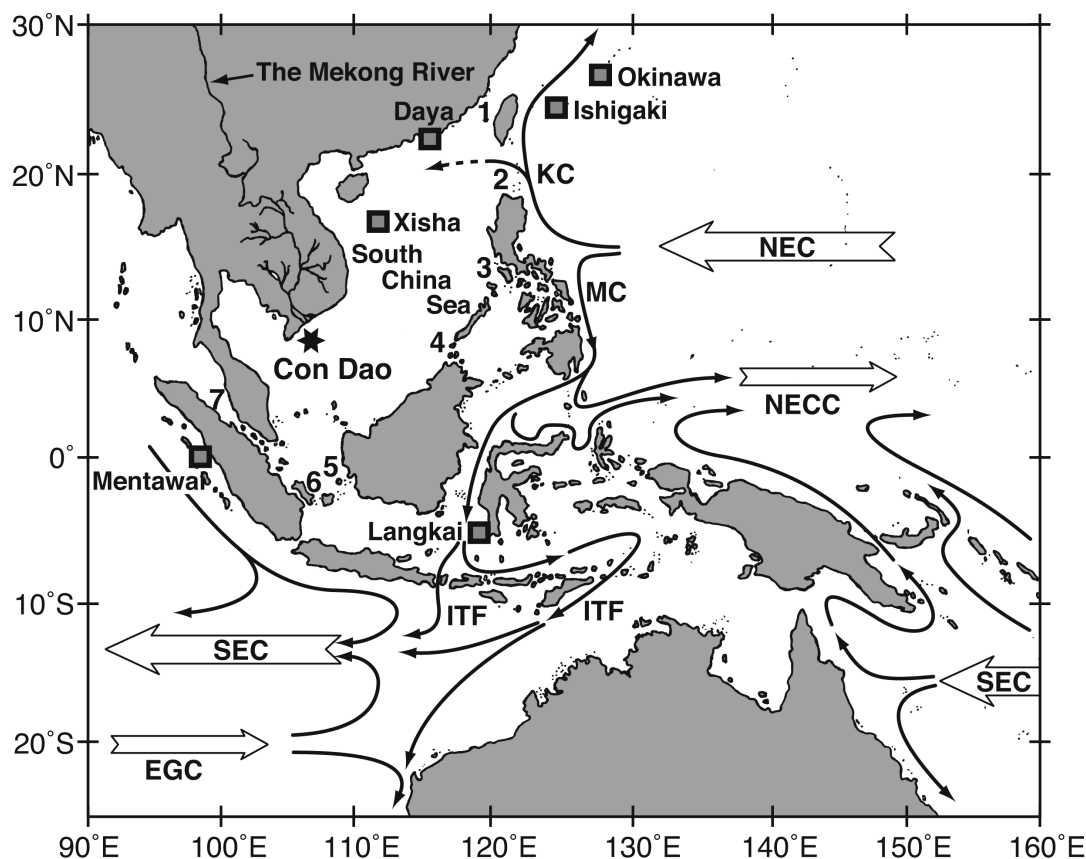 30°N
The Mekong River
Okinawa
Daya
1
Ishigaki
20°N
2
KC
Xisha
South
China
Sea
3
NEC
MC
10°N
4
Con Dao
NECC
7
0°
Mentawai
5
6
Langkai
10°S
ITF
ITF
SEC
SEC
20°S
EGC
90°E
100°E
110°E
120°E
130°E
140°E
150°E
160°E